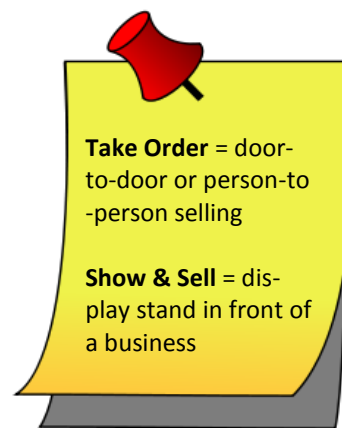 Take Order = door-
to-door or person-to
-person selling
Show & Sell = dis-
play stand in front of
a business